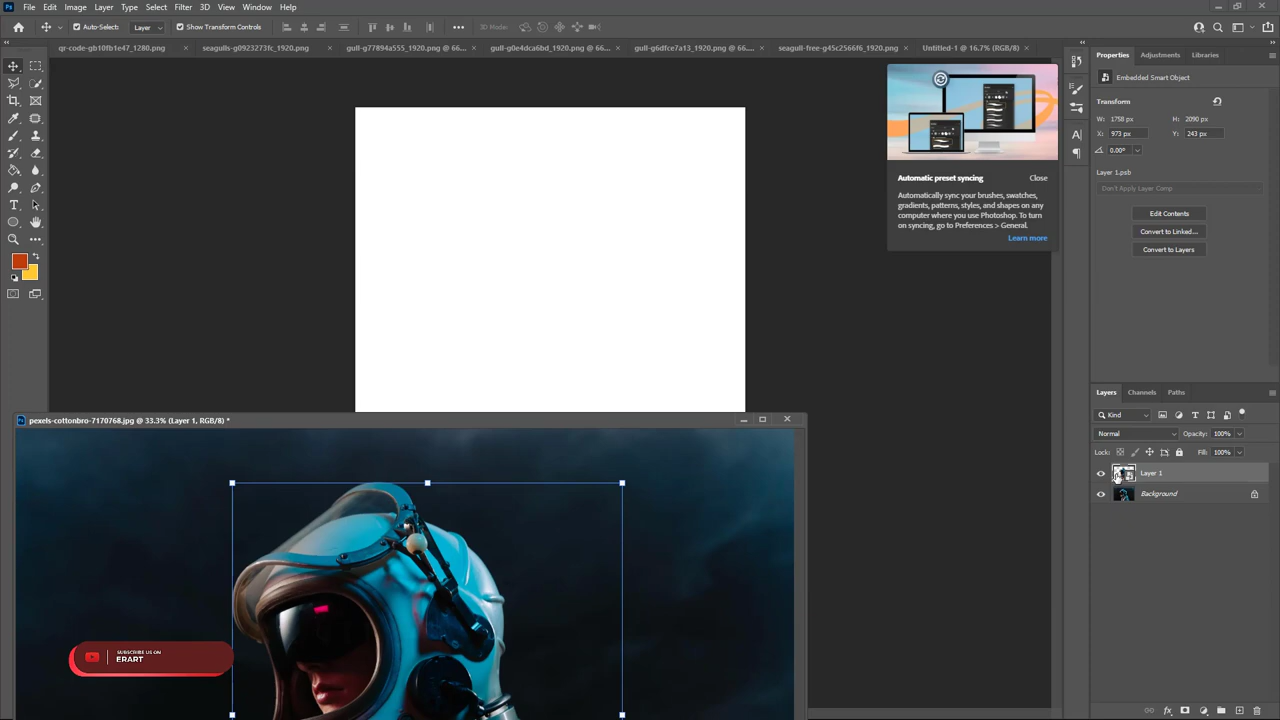 Ps File Edit Image Layer Type Select Filter 3D View Window Help
Auto-Select: Layer Show Transform Controls ••• 3D Mode:
qr-code-gb10fb1e47_1280.png × seagulls-g0923273fc_1920.png × gull-g77894a555_1920.png @ 66... × gull-g0e4dca6bd_1920.png @ 66... × gull-g6dfce7a13_1920.png @ 66.... × seagull-free-g45c2566f6_1920.png × Untitled-1 @ 16.7% (RGB/8) ×
Automatic preset syncing Close
Automatically sync your brushes, swatches,
gradients, patterns, styles, and shapes on any
computer where you use Photoshop. To turn
on syncing, go to Preferences > General.
Learn more
Properties Adjustments Libraries
Embedded Smart Object
Transform
W: 1758 px H: 2090 px
X: 973 px Y: 243 px
0.00°
Layer 1.psb
Don't Apply Layer Comp
Edit Contents
Convert to Linked...
Convert to Layers
Layers Channels Paths
Kind
Normal Opacity: 100%
Lock: Fill: 100%
Layer 1
Background
Ps pexels-cottonbro-7170768.jpg @ 33.3% (Layer 1, RGB/8) *
SUBSCRIBE US ON
ERART